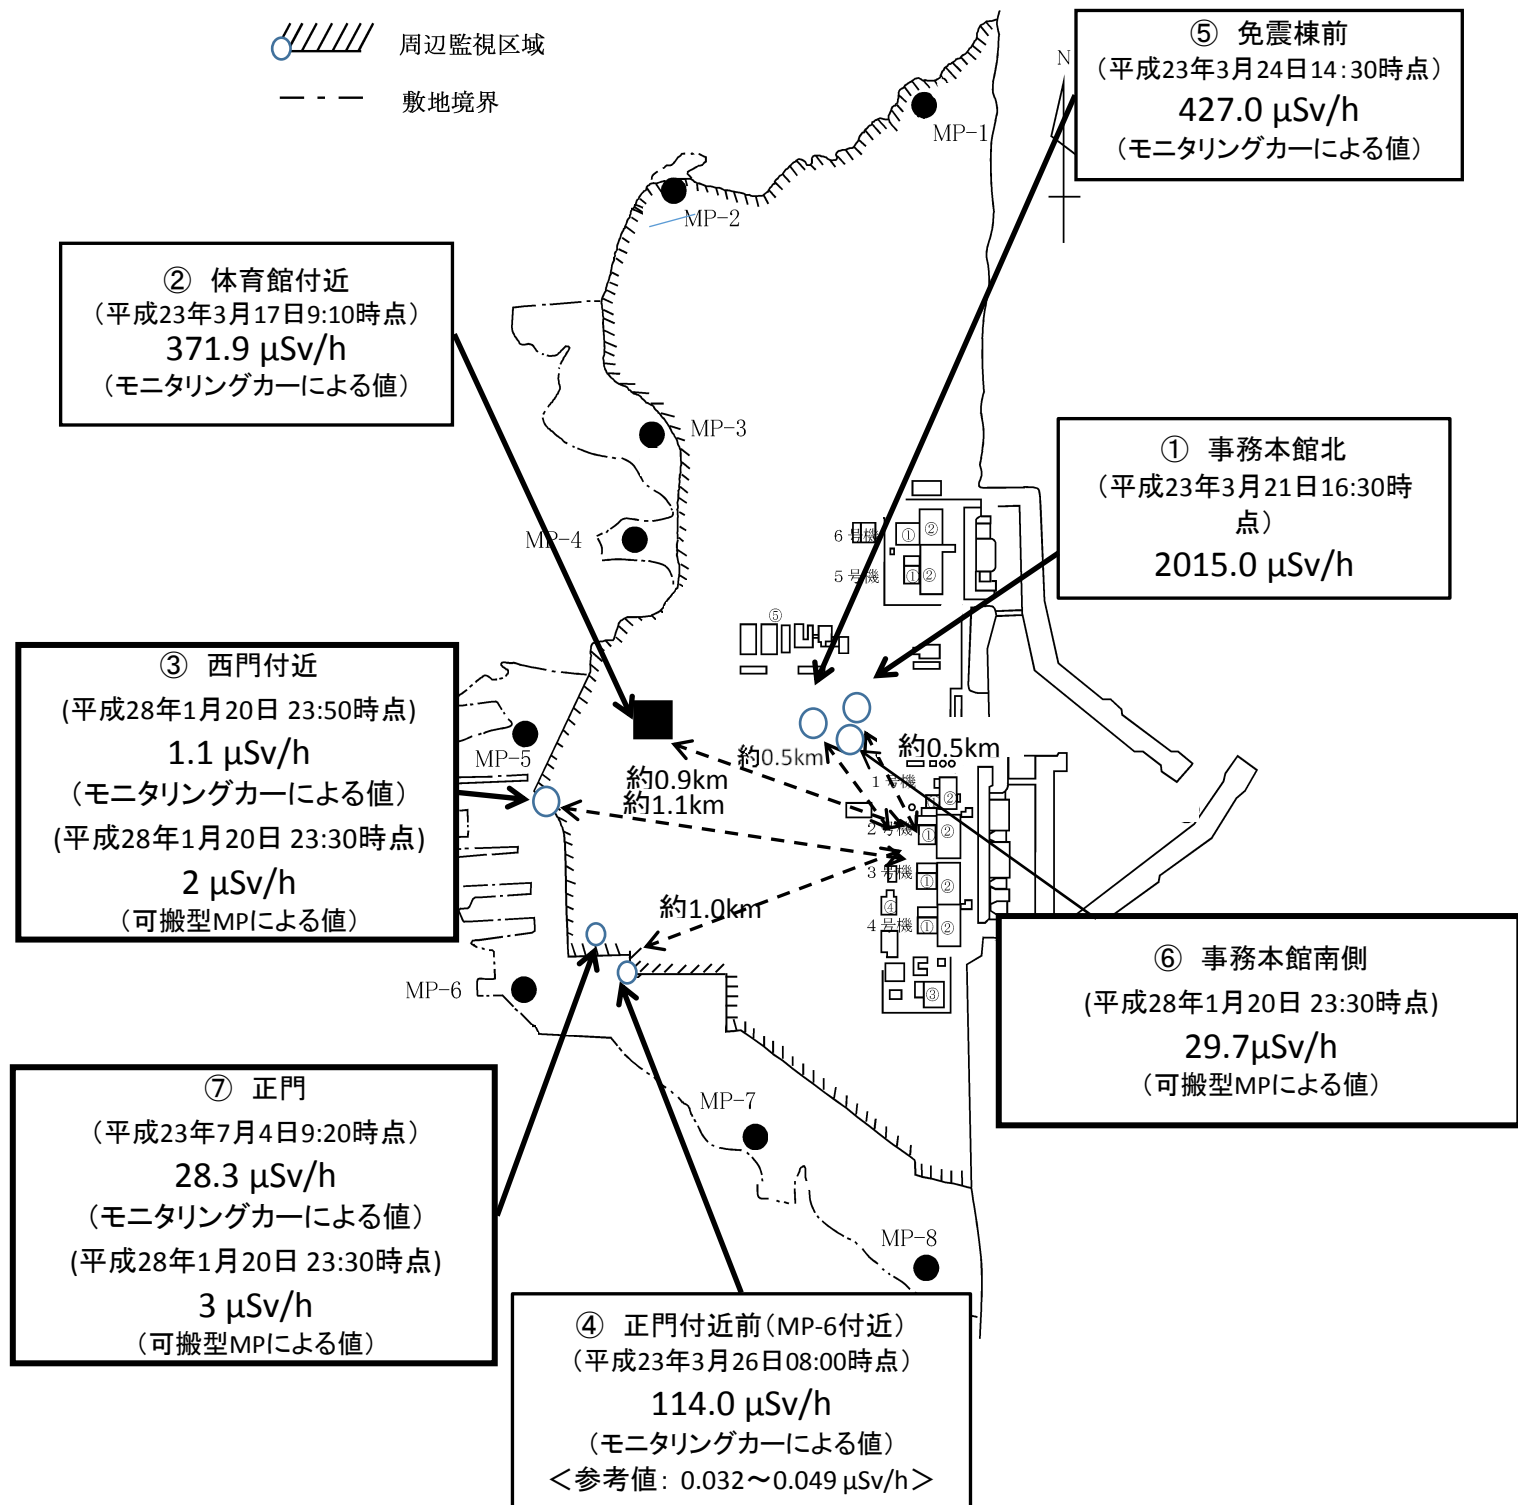 周辺監視区域
敷地境界
N
⑤ 免震棟前
（平成23年3月24日14:30時点）
427.0 μSv/h
（モニタリングカーによる値）
MP-1
MP-2
② 体育館付近
（平成23年3月17日9:10時点）
371.9 μSv/h
（モニタリングカーによる値）
MP-3
① 事務本館北
（平成23年3月21日16:30時
点）
2015.0 μSv/h
MP-4
6号機
①
②
5号機
①
②
⑤
③ 西門付近
(平成28年1月20日 23:50時点)
1.1 μSv/h
（モニタリングカーによる値）
(平成28年1月20日 23:30時点)
2 μSv/h
（可搬型MPによる値）
MP-5
約0.5km
約0.5km
約0.9km
約1.1km
1号機
①
②
2号機
①
②
3号機
①
②
④
4号機
①
②
約1.0km
③
MP-6
⑥ 事務本館南側
(平成28年1月20日 23:30時点)
29.7μSv/h
（可搬型MPによる値）
⑦ 正門
（平成23年7月4日9:20時点）
28.3 μSv/h
（モニタリングカーによる値）
(平成28年1月20日 23:30時点)
3 μSv/h
（可搬型MPによる値）
MP-7
MP-8
④ 正門付近前（MP-6付近）
（平成23年3月26日08:00時点）
114.0 μSv/h
（モニタリングカーによる値）
＜参考値: 0.032～0.049 μSv/h＞